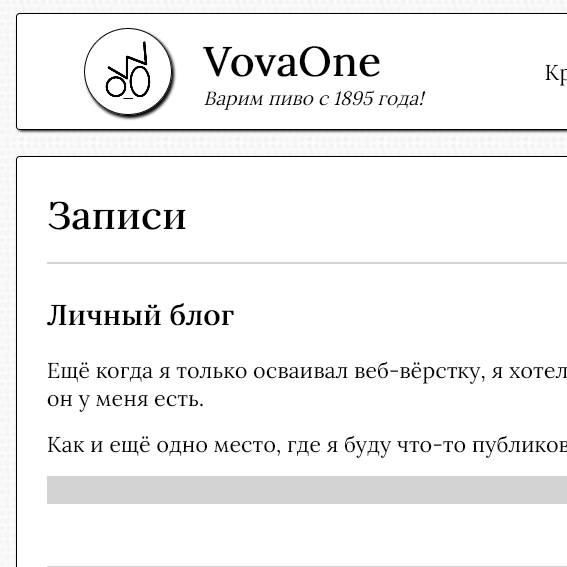 VovaOne
Варим пиво с 1895 года!
Кр
Записи
Личный блог
Ещё когда я только осваивал веб-вёрстку, я хотел
он у меня есть.
Как и ещё одно место, где я буду что-то публиков